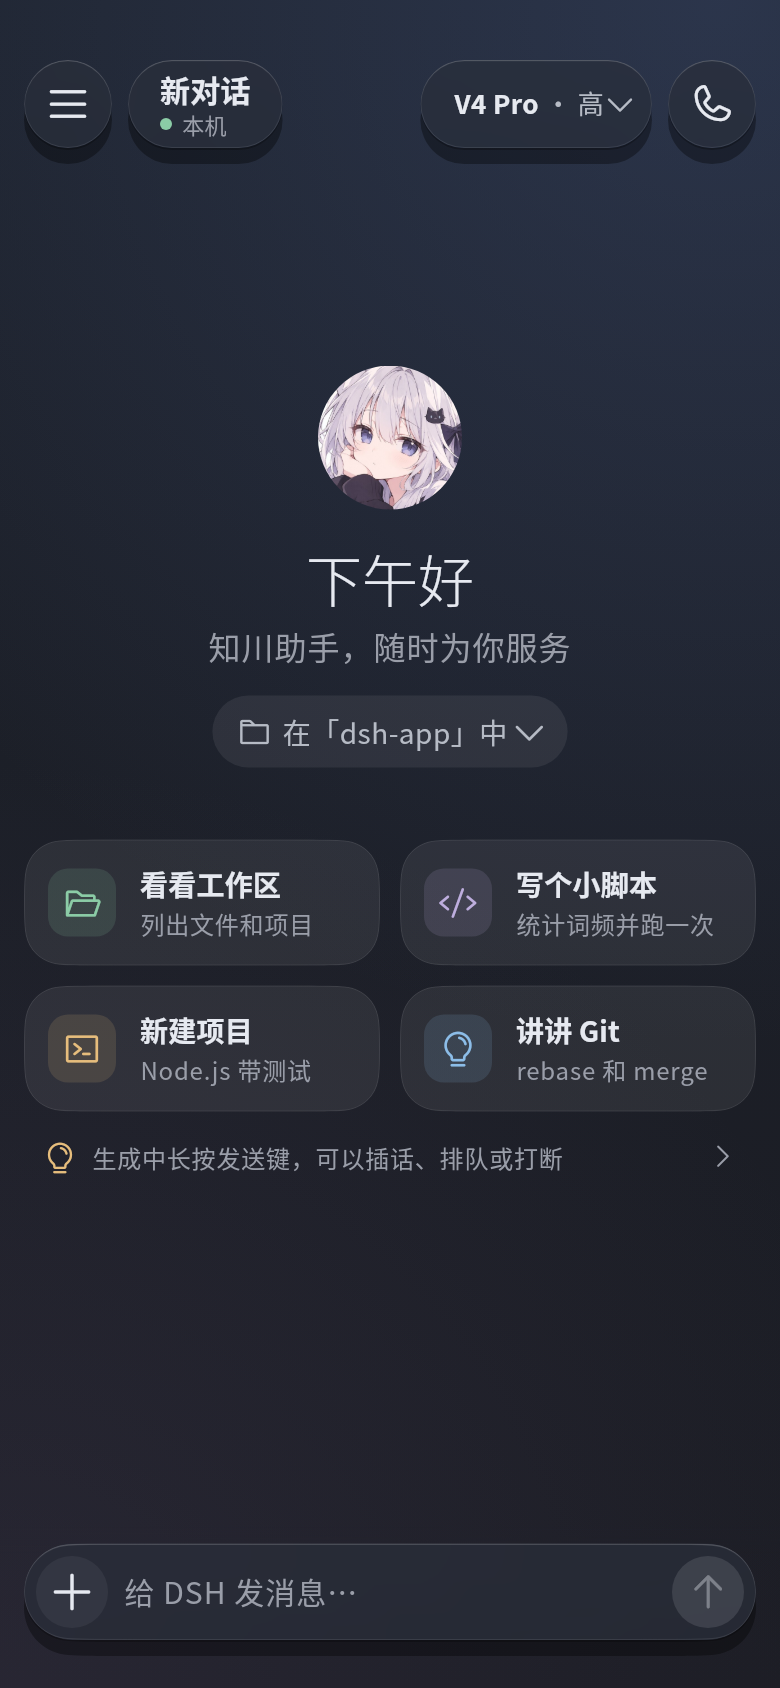 新对话
本机
V4 Pro · 高
下午好
知川助手，随时为你服务
在「dsh-app」中
看看工作区
列出文件和项目
写个小脚本
统计词频并跑一次
新建项目
Node.js 带测试
讲讲 Git
rebase 和 merge
生成中长按发送键，可以插话、排队或打断
给 DSH 发消息…